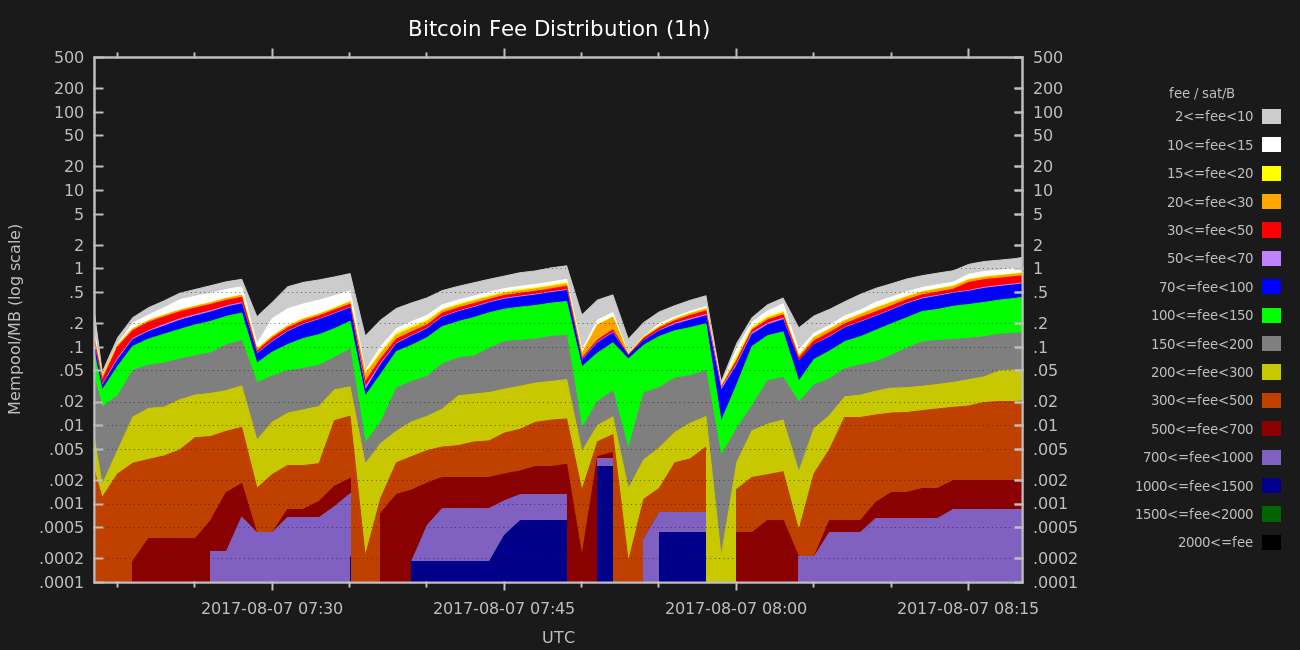 Bitcoin Fee Distribution (1h)
500
200
100
50
20
10
5
2
1
.5
.2
.1
.05
.02
.01
.005
.002
.001
.0005
.0002
.0001
Mempool/MB (log scale)
500
200
100
50
20
10
5
2
1
.5
.2
.1
.05
.02
.01
.005
.002
.001
.0005
.0002
.0001
2017-08-07 07:30 2017-08-07 07:45 2017-08-07 08:00 2017-08-07 08:15
UTC
fee / sat/B
2<=fee<10
10<=fee<15
15<=fee<20
20<=fee<30
30<=fee<50
50<=fee<70
70<=fee<100
100<=fee<150
150<=fee<200
200<=fee<300
300<=fee<500
500<=fee<700
700<=fee<1000
1000<=fee<1500
1500<=fee<2000
2000<=fee